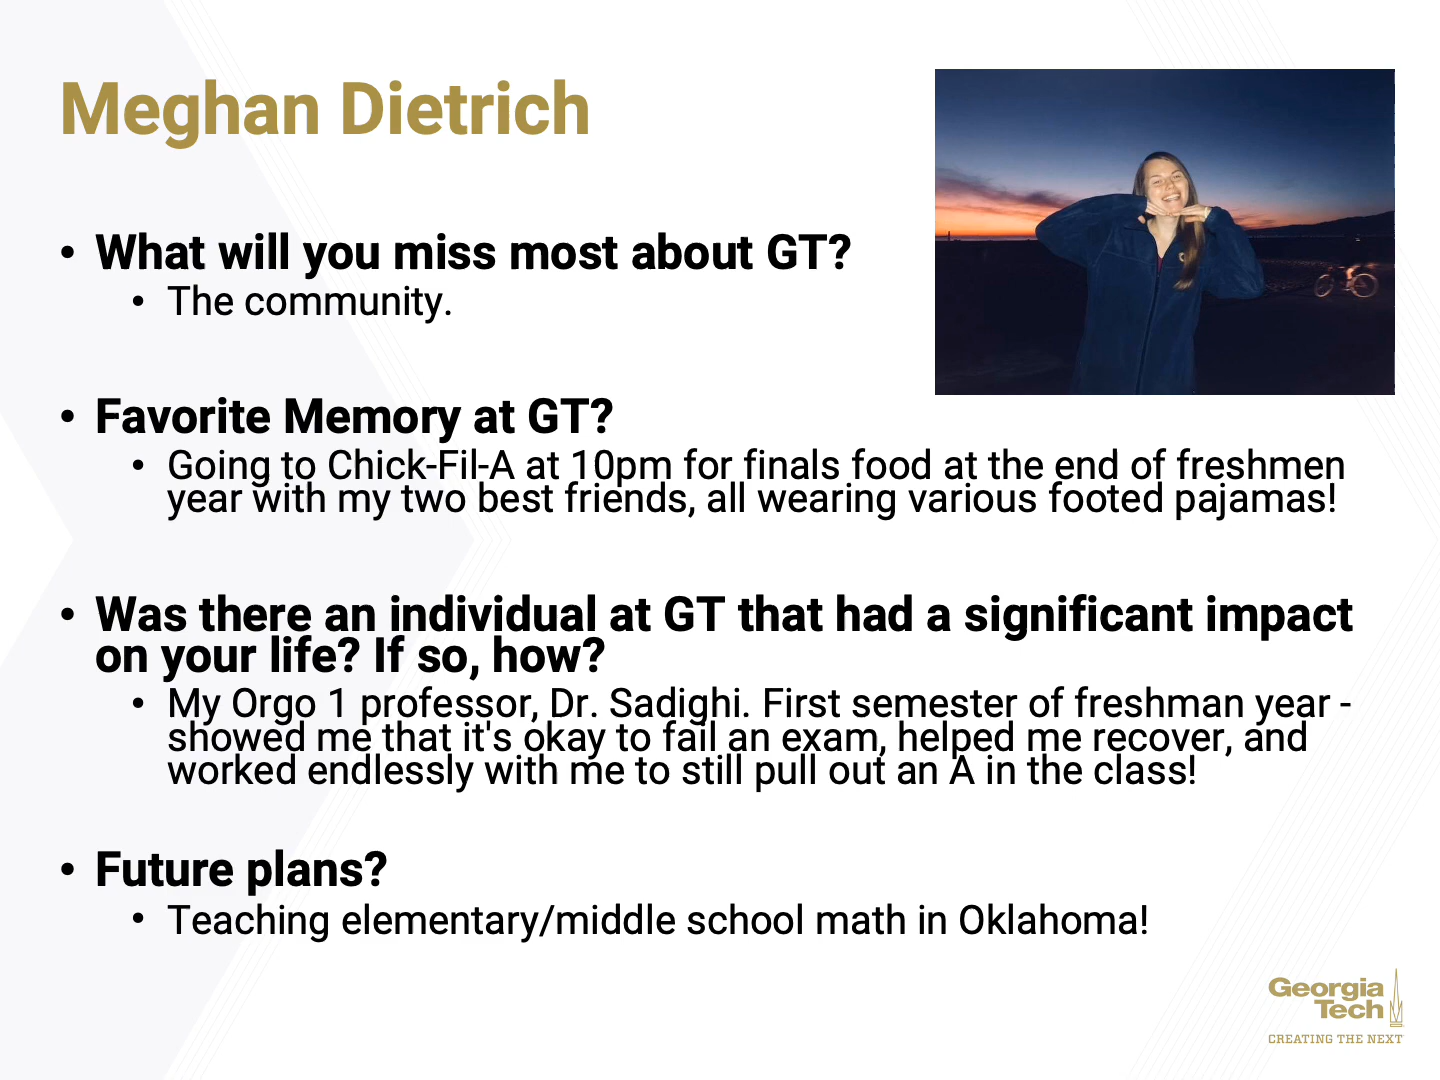 Meghan Dietrich
• What will you miss most about GT?
• The community.
• Favorite Memory at GT?
• Going to Chick-Fil-A at 10pm for finals food at the end of freshmen
year with my two best friends, all wearing various footed pajamas!
• Was there an individual at GT that had a significant impact
on your life? If so, how?
• My Orgo 1 professor, Dr. Sadighi. First semester of freshman year -
showed me that it's okay to fail an exam, helped me recover, and
worked endlessly with me to still pull out an A in the class!
• Future plans?
• Teaching elementary/middle school math in Oklahoma!
Georgia
Tech
CREATING THE NEXT